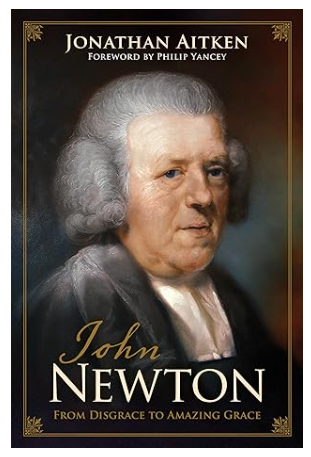 JONATHAN AITKEN
FOREWORD BY PHILIP YANCEY
John
NEWTON
FROM DISGRACE TO AMAZING GRACE